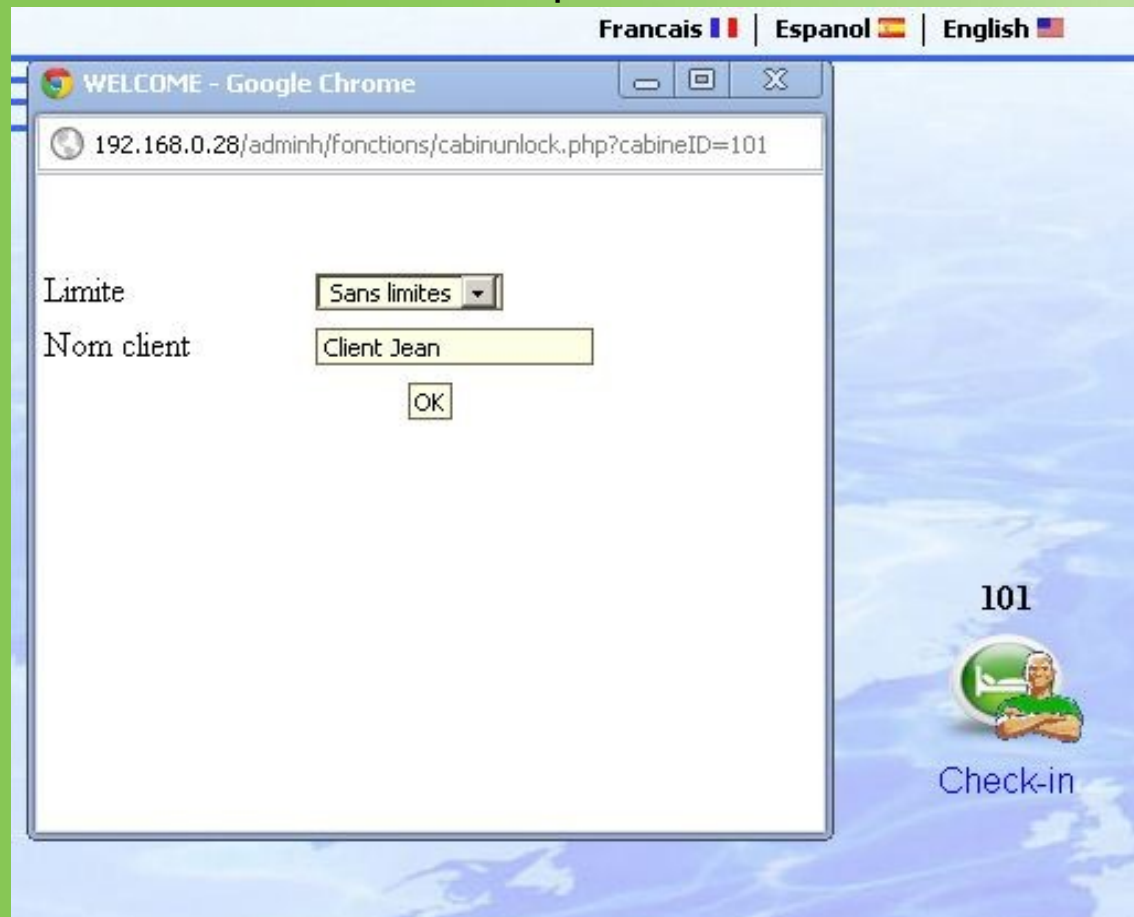 Francais | Espanol | English
WELCOME - Google Chrome
192.168.0.28/adminh/fonctions/cabinunlock.php?cabineID=101
Limite Sans limites
Nom client Client Jean
OK
101
Check-in